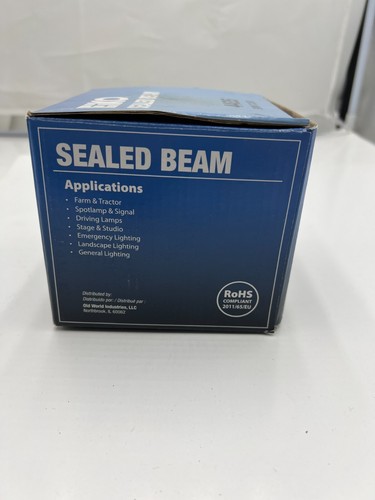 SEALED BEAM
Applications
• Farm & Tractor
• Spotlamp & Signal
• Driving Lamps
• Stage & Studio
• Emergency Lighting
• Landscape Lighting
• General Lighting
Distributed by:
Distribuido por: / Distribué par :
Old World Industries, LLC
Northbrook, IL 60062
RoHS
COMPLIANT
2011/65/EU